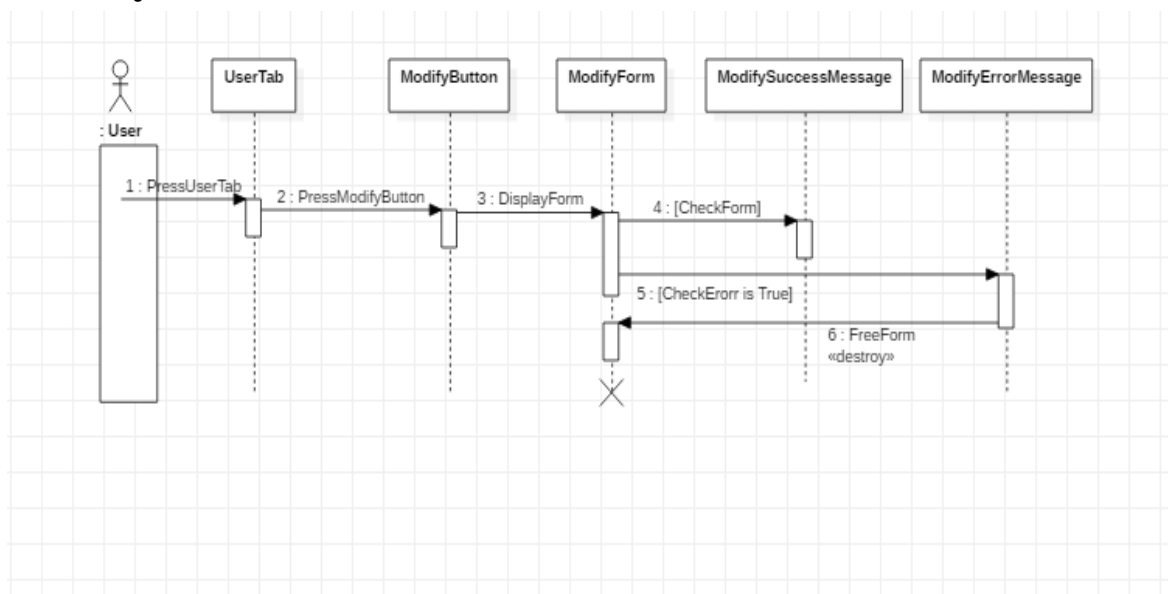 UserTab
ModifyButton
ModifyForm
ModifySuccessMessage
ModifyErrorMessage
: User
1 : PressUserTab
2 : PressModifyButton
3 : DisplayForm
4 : [CheckForm]
5 : [CheckErorr is True]
6 : FreeForm
«destroy»